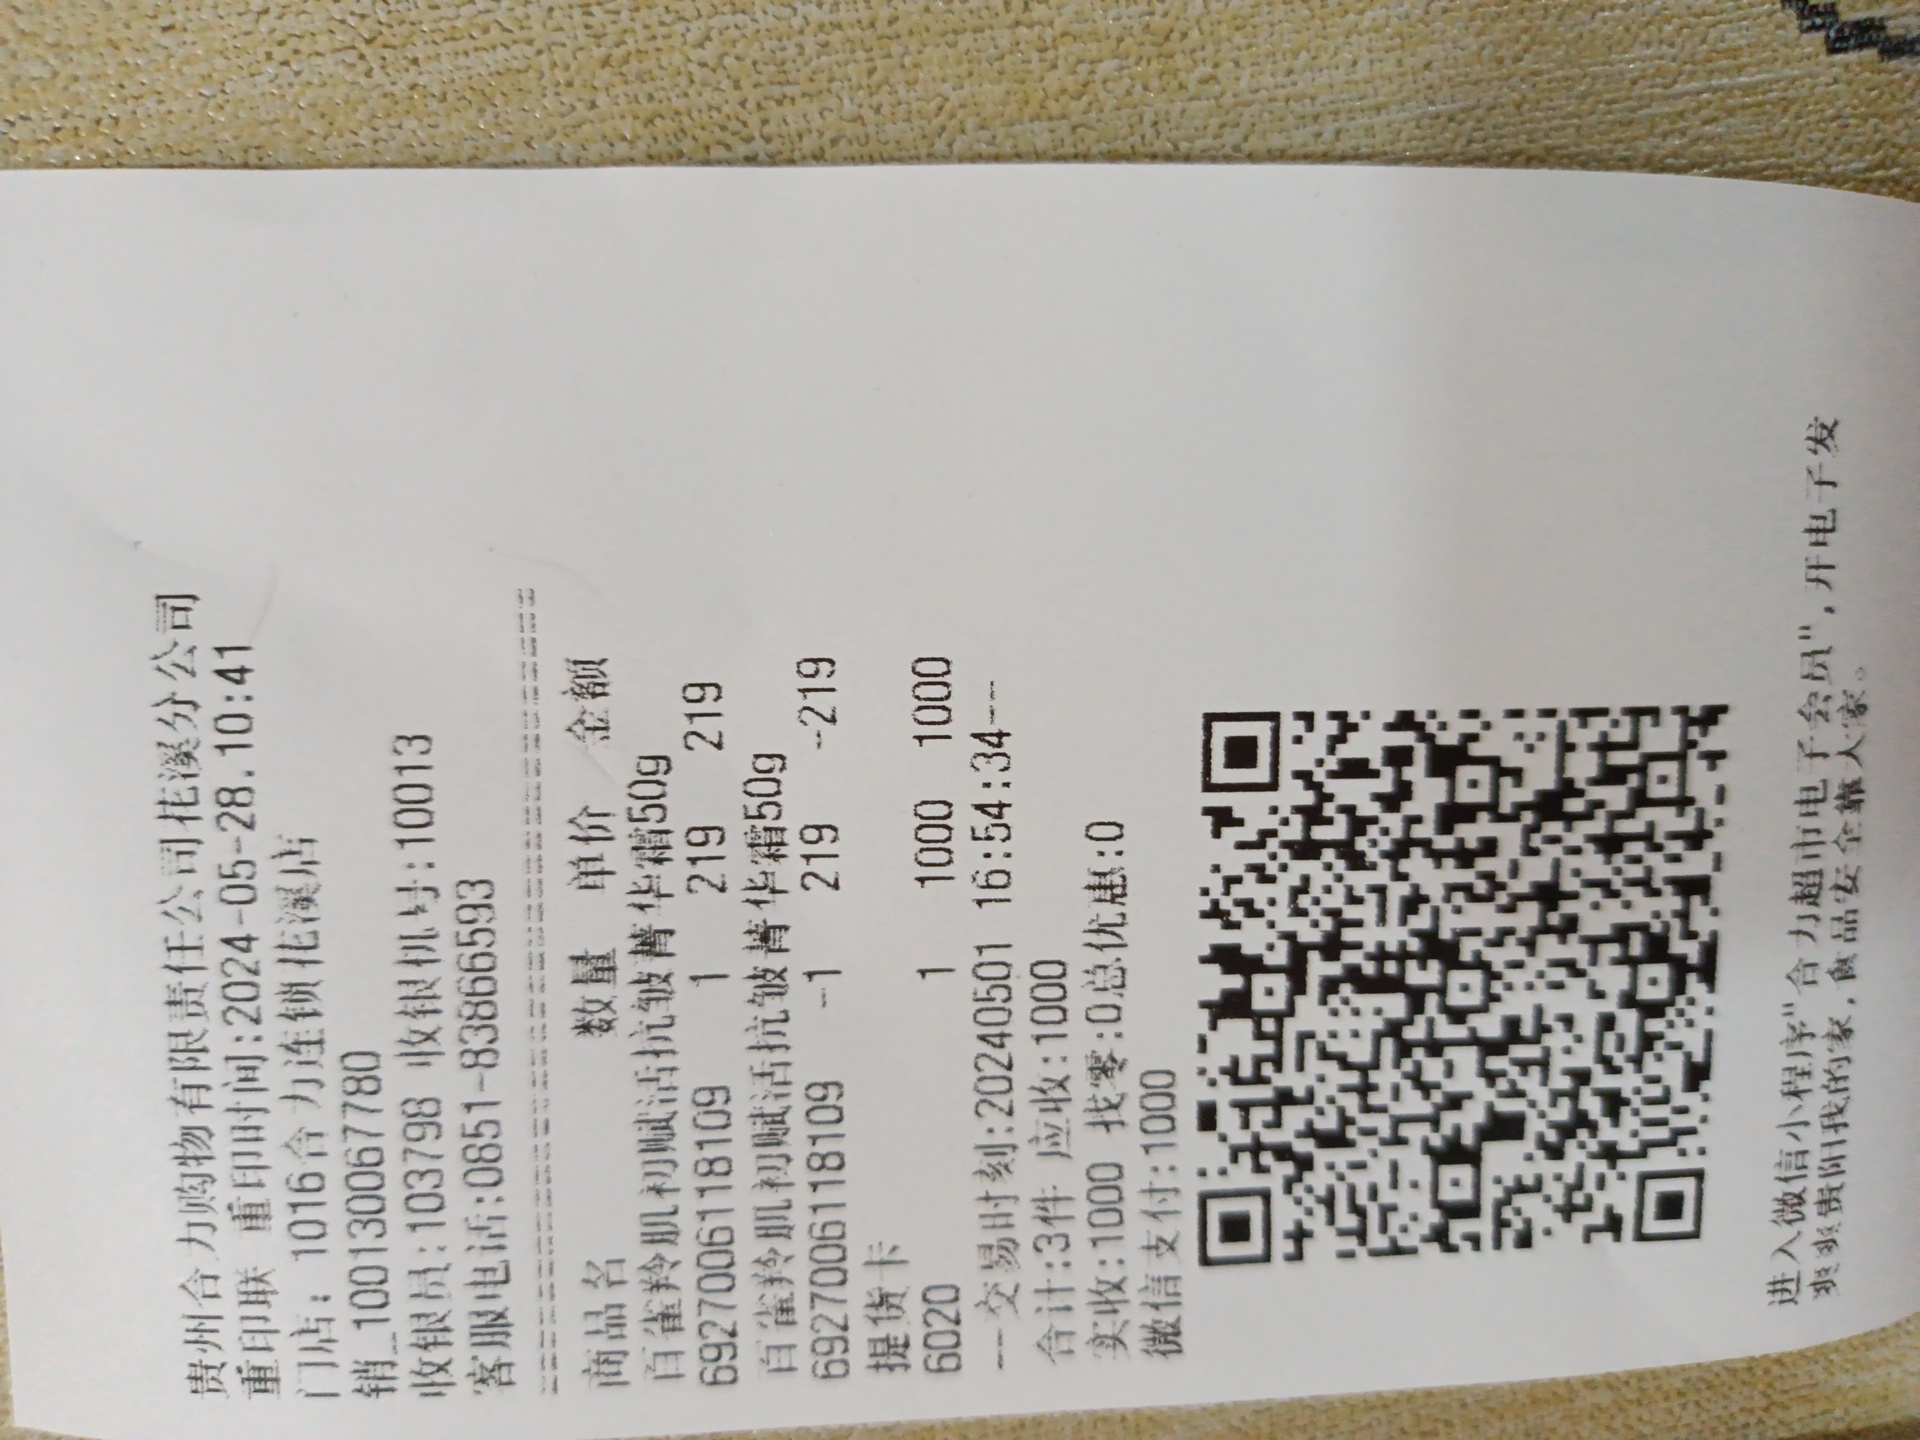 贵州合力购物有限责任公司花溪分公司
重印联 重印时间:2024-05-28.10:41
门店: 1016合力连锁花溪店
销_100130067780
收银员:103798 收银机号:10013
客服电话:0851-83866593
商品名 数量 单价 金额
百雀羚肌初赋活抗皱菁华霜50g
6927006118109 1 219 219
百雀羚肌初赋活抗皱菁华霜50g
6927006118109 -1 219 -219
提货卡
6020 1 1000 1000
--交易时刻:20240501 16:54:34--
合计:3件 应收:1000
实收:1000 找零:0总优惠:0
微信支付:1000
进入微信小程序"合力超市电子会员",开电子发
爽爽贵阳我的家,食品安全靠大家。